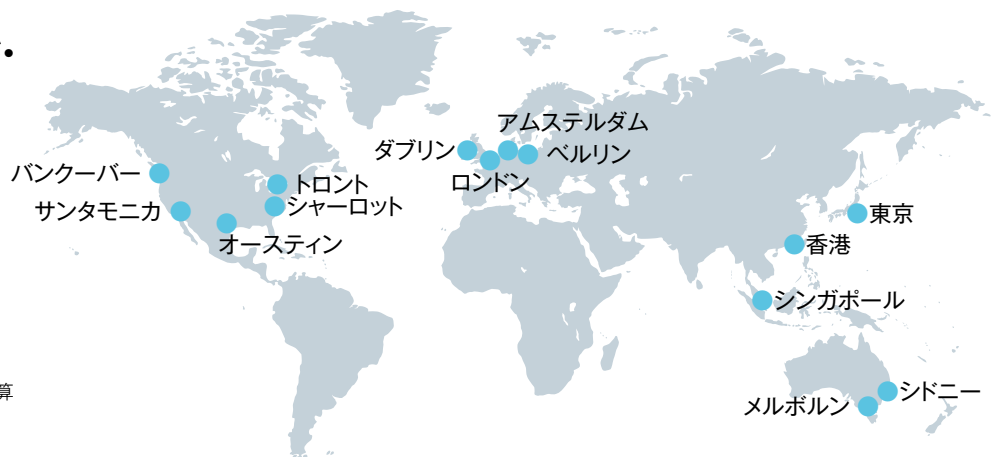 アムステルダム
ダブリン
ベルリン
ロンドン
バンクーバー
トロント
サンタモニカ
シャーロット
オースティン
東京
香港
シンガポール
算
シドニー
メルボルン